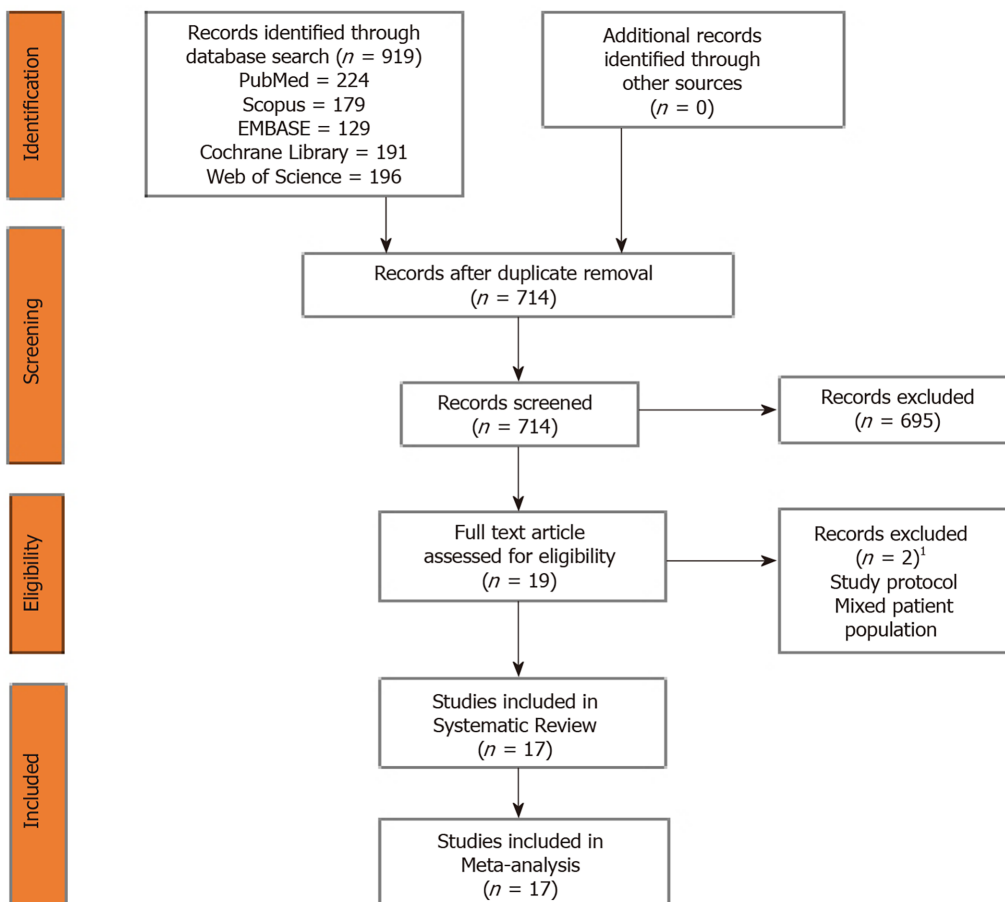 Identification
Records identified through
database search (n = 919)
PubMed = 224
Scopus = 179
EMBASE = 129
Cochrane Library = 191
Web of Science = 196
Additional records
identified through
other sources
(n = 0)
Screening
Records after duplicate removal
(n = 714)
Records screened
(n = 714)
Records excluded
(n = 695)
Eligibility
Full text article
assessed for eligibility
(n = 19)
Records excluded
(n = 2)¹
Study protocol
Mixed patient
population
Included
Studies included in
Systematic Review
(n = 17)
Studies included in
Meta-analysis
(n = 17)